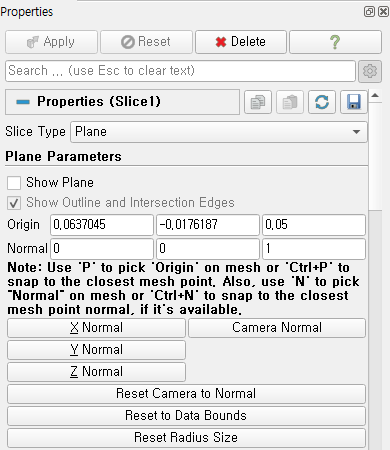 Properties
Apply
Reset
Delete
?
Search ... (use Esc to clear text)
Properties (Slice1)
Slice Type Plane
Plane Parameters
Show Plane
Show Outline and Intersection Edges
Origin 0,0637045 -0,0176187 0,05
Normal 0 0 1
Note: Use 'P' to pick 'Origin' on mesh or 'Ctrl+P' to
snap to the closest mesh point, Also, use 'N' to pick
"Normal" on mesh or 'Ctrl+N' to snap to the closest
mesh point normal, if it's available,
X Normal
Camera Normal
Y Normal
Z Normal
Reset Camera to Normal
Reset to Data Bounds
Reset Radius Size